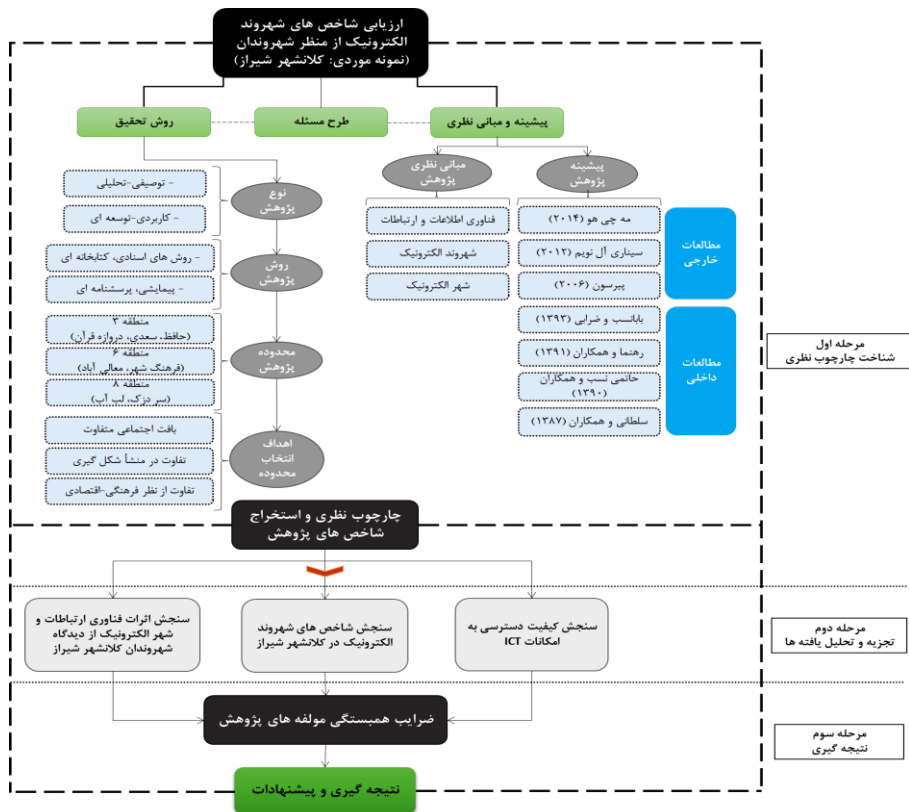 ارزیابی شاخص های شهروند
الکترونیک از منظر شهروندان
(نمونه موردی: کلانشهر شیراز)
پیشینه و مبانی نظری
طرح مسئله
روش تحقیق
پیشینه
پژوهش
مبانی نظری
پژوهش
مطالعات
خارجی
مه چی هو (۲۰۱۴)
سیناری آل نویم (۲۰۱۲)
پیرسون (۲۰۰۶)
مطالعات
داخلی
بابانسب و ضرابی (۱۳۹۳)
رهنما و همکاران (۱۳۹۱)
حاتمی نسب و همکاران
(۱۳۹۰)
سلطانی و همکاران (۱۳۸۷)
فناوری اطلاعات و ارتباطات
شهروند الکترونیک
شهر الکترونیک
نوع
پژوهش
- توصیفی-تحلیلی
- کاربردی-توسعه ای
روش
پژوهش
- روش های اسنادی، کتابخانه ای
- پیمایشی، پرسشنامه ای
محدوده
پژوهش
منطقه ۳
(حافظ، سعدی، دروازه قرآن)
منطقه ۶
(فرهنگ شهر، معالی آباد)
منطقه ۸
(سر دزک، لب آب)
اهداف
انتخاب
محدوده
بافت اجتماعی متفاوت
تفاوت در منشأ شکل گیری
تفاوت از نظر فرهنگی-اقتصادی
مرحله اول
شناخت چارچوب نظری
چارچوب نظری و استخراج
شاخص های پژوهش
سنجش کیفیت دسترسی به
امکانات ICT
سنجش شاخص های شهروند
الکترونیک در کلانشهر شیراز
سنجش اثرات فناوری ارتباطات و
شهر الکترونیک از دیدگاه
شهروندان کلانشهر شیراز
مرحله دوم
تجزیه و تحلیل یافته ها
ضرایب همبستگی مولفه های پژوهش
مرحله سوم
نتیجه گیری
نتیجه گیری و پیشنهادات